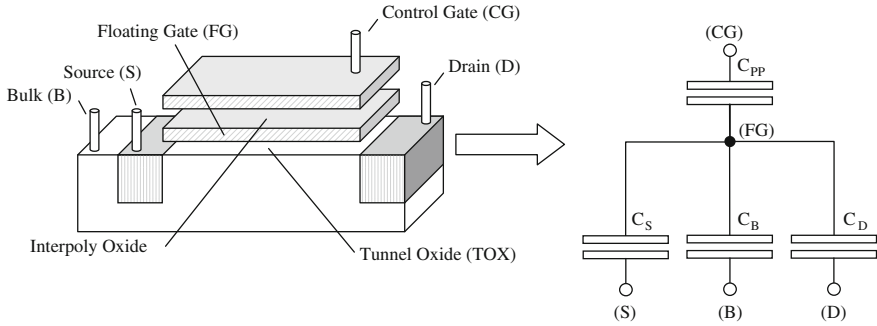 Control Gate (CG)
Floating Gate (FG)
Source (S)
Bulk (B)
Drain (D)
Interpoly Oxide
Tunnel Oxide (TOX)
(CG)
C_PP
(FG)
C_S
C_B
C_D
(S)
(B)
(D)